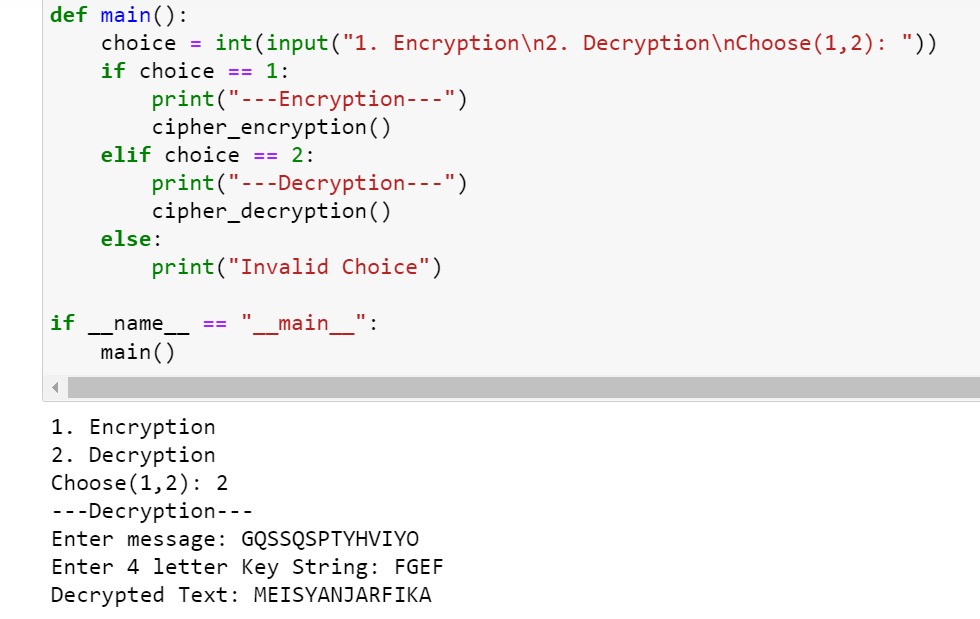 def main():
    choice = int(input("1. Encryption\n2. Decryption\nChoose(1,2): "))
    if choice == 1:
        print("---Encryption---")
        cipher_encryption()
    elif choice == 2:
        print("---Decryption---")
        cipher_decryption()
    else:
        print("Invalid Choice")
if __name__ == "__main__":
    main()
1. Encryption
2. Decryption
Choose(1,2): 2
---Decryption---
Enter message: GQSSQSPTYHVIYO
Enter 4 letter Key String: FGEF
Decrypted Text: MEISYANJARFIKA